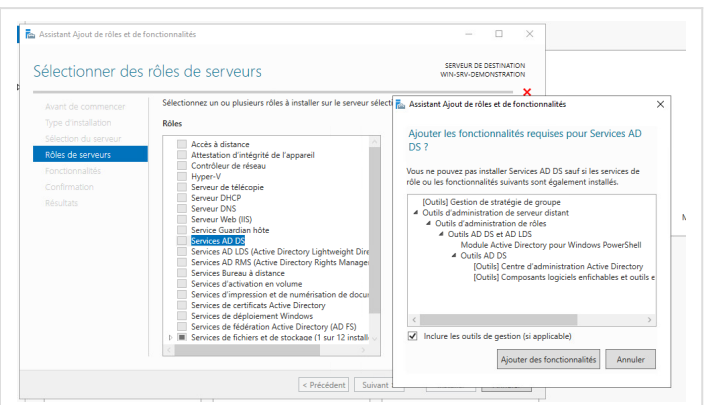 Assistant Ajout de rôles et de fonctionnalités
Sélectionner des rôles de serveurs
SERVEUR DE DESTINATION
WIN-SRV-DEMONSTRATION
Avant de commencer
Type d'installation
Sélection du serveur
Rôles de serveurs
Fonctionnalités
Confirmation
Résultats
Sélectionnez un ou plusieurs rôles à installer sur le serveur sélecti
Rôles
Accès à distance
Attestation d'intégrité de l'appareil
Contrôleur de réseau
Hyper-V
Serveur de télécopie
Serveur DHCP
Serveur DNS
Serveur Web (IIS)
Service Guardian hôte
Services AD DS
Services AD LDS (Active Directory Lightweight Dire
Services AD RMS (Active Directory Rights Manage
Services Bureau à distance
Services d'activation en volume
Services d'impression et de numérisation de docu
Services de certificats Active Directory
Services de déploiement Windows
Services de fédération Active Directory (AD FS)
Services de fichiers et de stockage (1 sur 12 install
< Précédent
Suivant
Assistant Ajout de rôles et de fonctionnalités
Ajouter les fonctionnalités requises pour Services AD
DS ?
Vous ne pouvez pas installer Services AD DS sauf si les services de
rôle ou les fonctionnalités suivants sont également installés.
[Outils] Gestion de stratégie de groupe
Outils d'administration de serveur distant
Outils d'administration de rôles
Outils AD DS et AD LDS
Module Active Directory pour Windows PowerShell
Outils AD DS
[Outils] Centre d'administration Active Directory
[Outils] Composants logiciels enfichables et outils e
Inclure les outils de gestion (si applicable)
Ajouter des fonctionnalités
Annuler